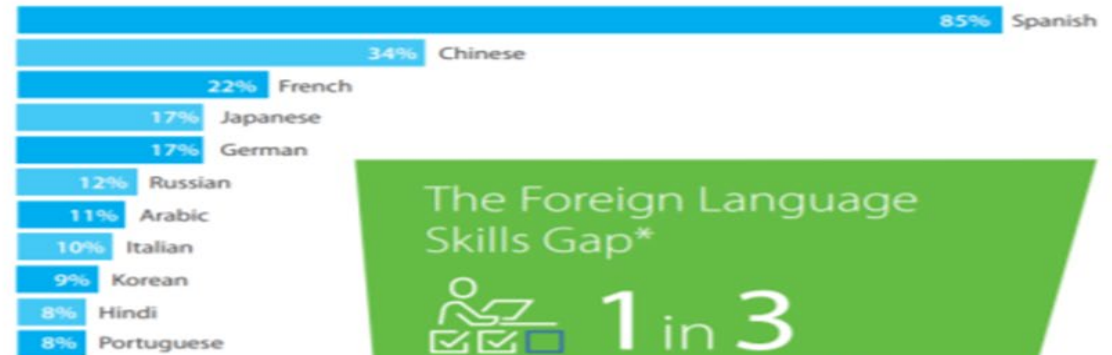 85% Spanish
34% Chinese
22% French
17% Japanese
17% German
12% Russian
11% Arabic
10% Italian
9% Korean
8% Hindi
8% Portuguese
The Foreign Language
Skills Gap*
1 in 3